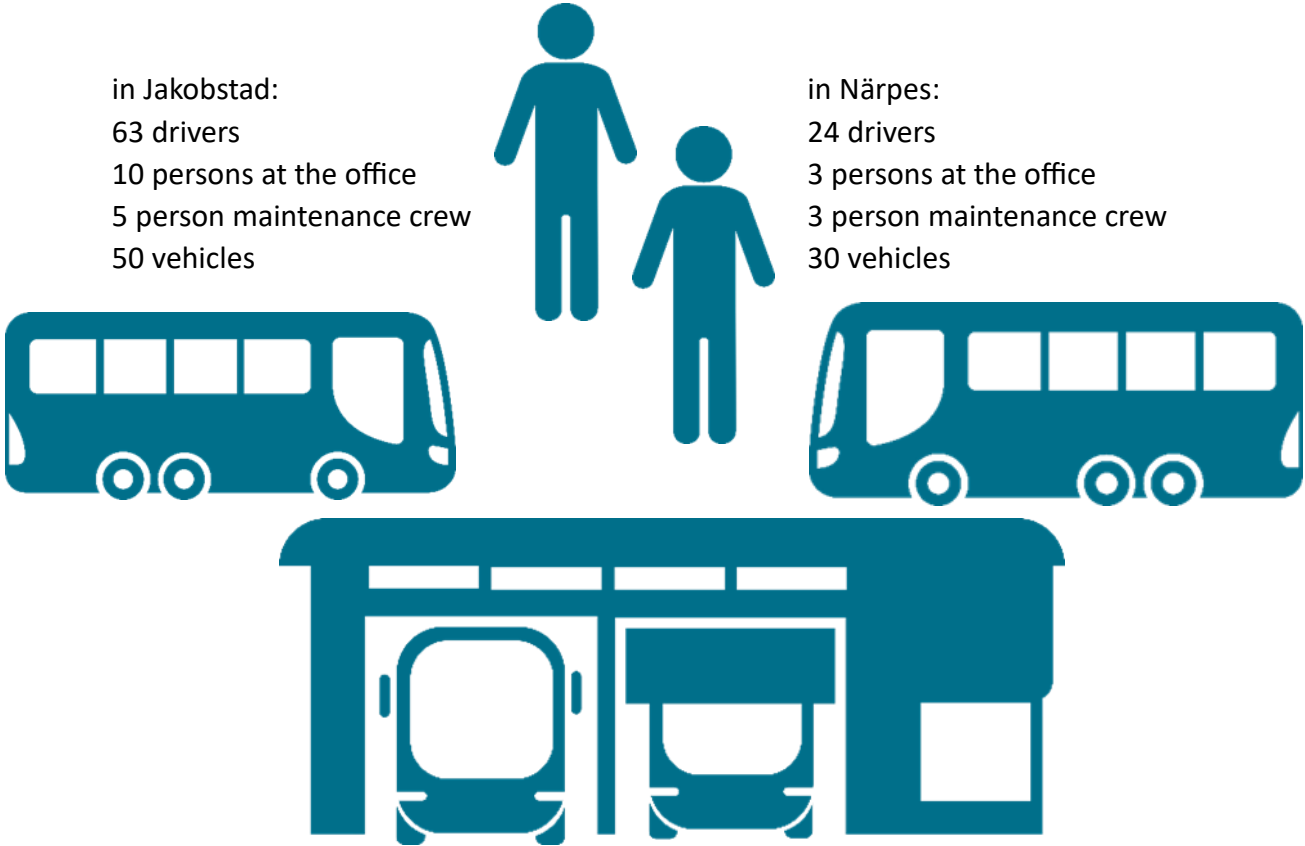 in Jakobstad:
63 drivers
10 persons at the office
5 person maintenance crew
50 vehicles
in Närpes:
24 drivers
3 persons at the office
3 person maintenance crew
30 vehicles